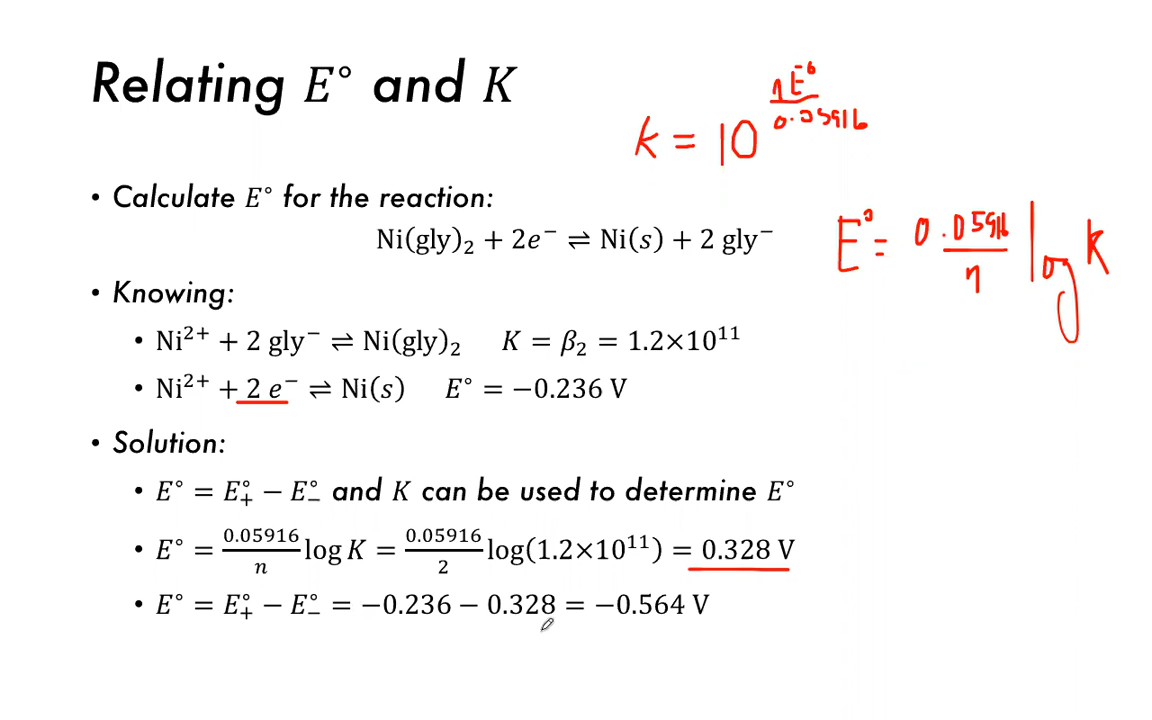 Relating E° and K
K = 10^(nE°/0.05916)
• Calculate E° for the reaction:
Ni(gly)₂ + 2e⁻ ⇌ Ni(s) + 2 gly⁻
E° = 0.05916/n log K
• Knowing:
• Ni²⁺ + 2 gly⁻ ⇌ Ni(gly)₂ K = β₂ = 1.2×10¹¹
• Ni²⁺ + 2 e⁻ ⇌ Ni(s) E° = −0.236 V
• Solution:
• E° = E₊° − E₋° and K can be used to determine E°
• E° = 0.05916/n log K = 0.05916/2 log(1.2×10¹¹) = 0.328 V
• E° = E₊° − E₋° = −0.236 − 0.328 = −0.564 V